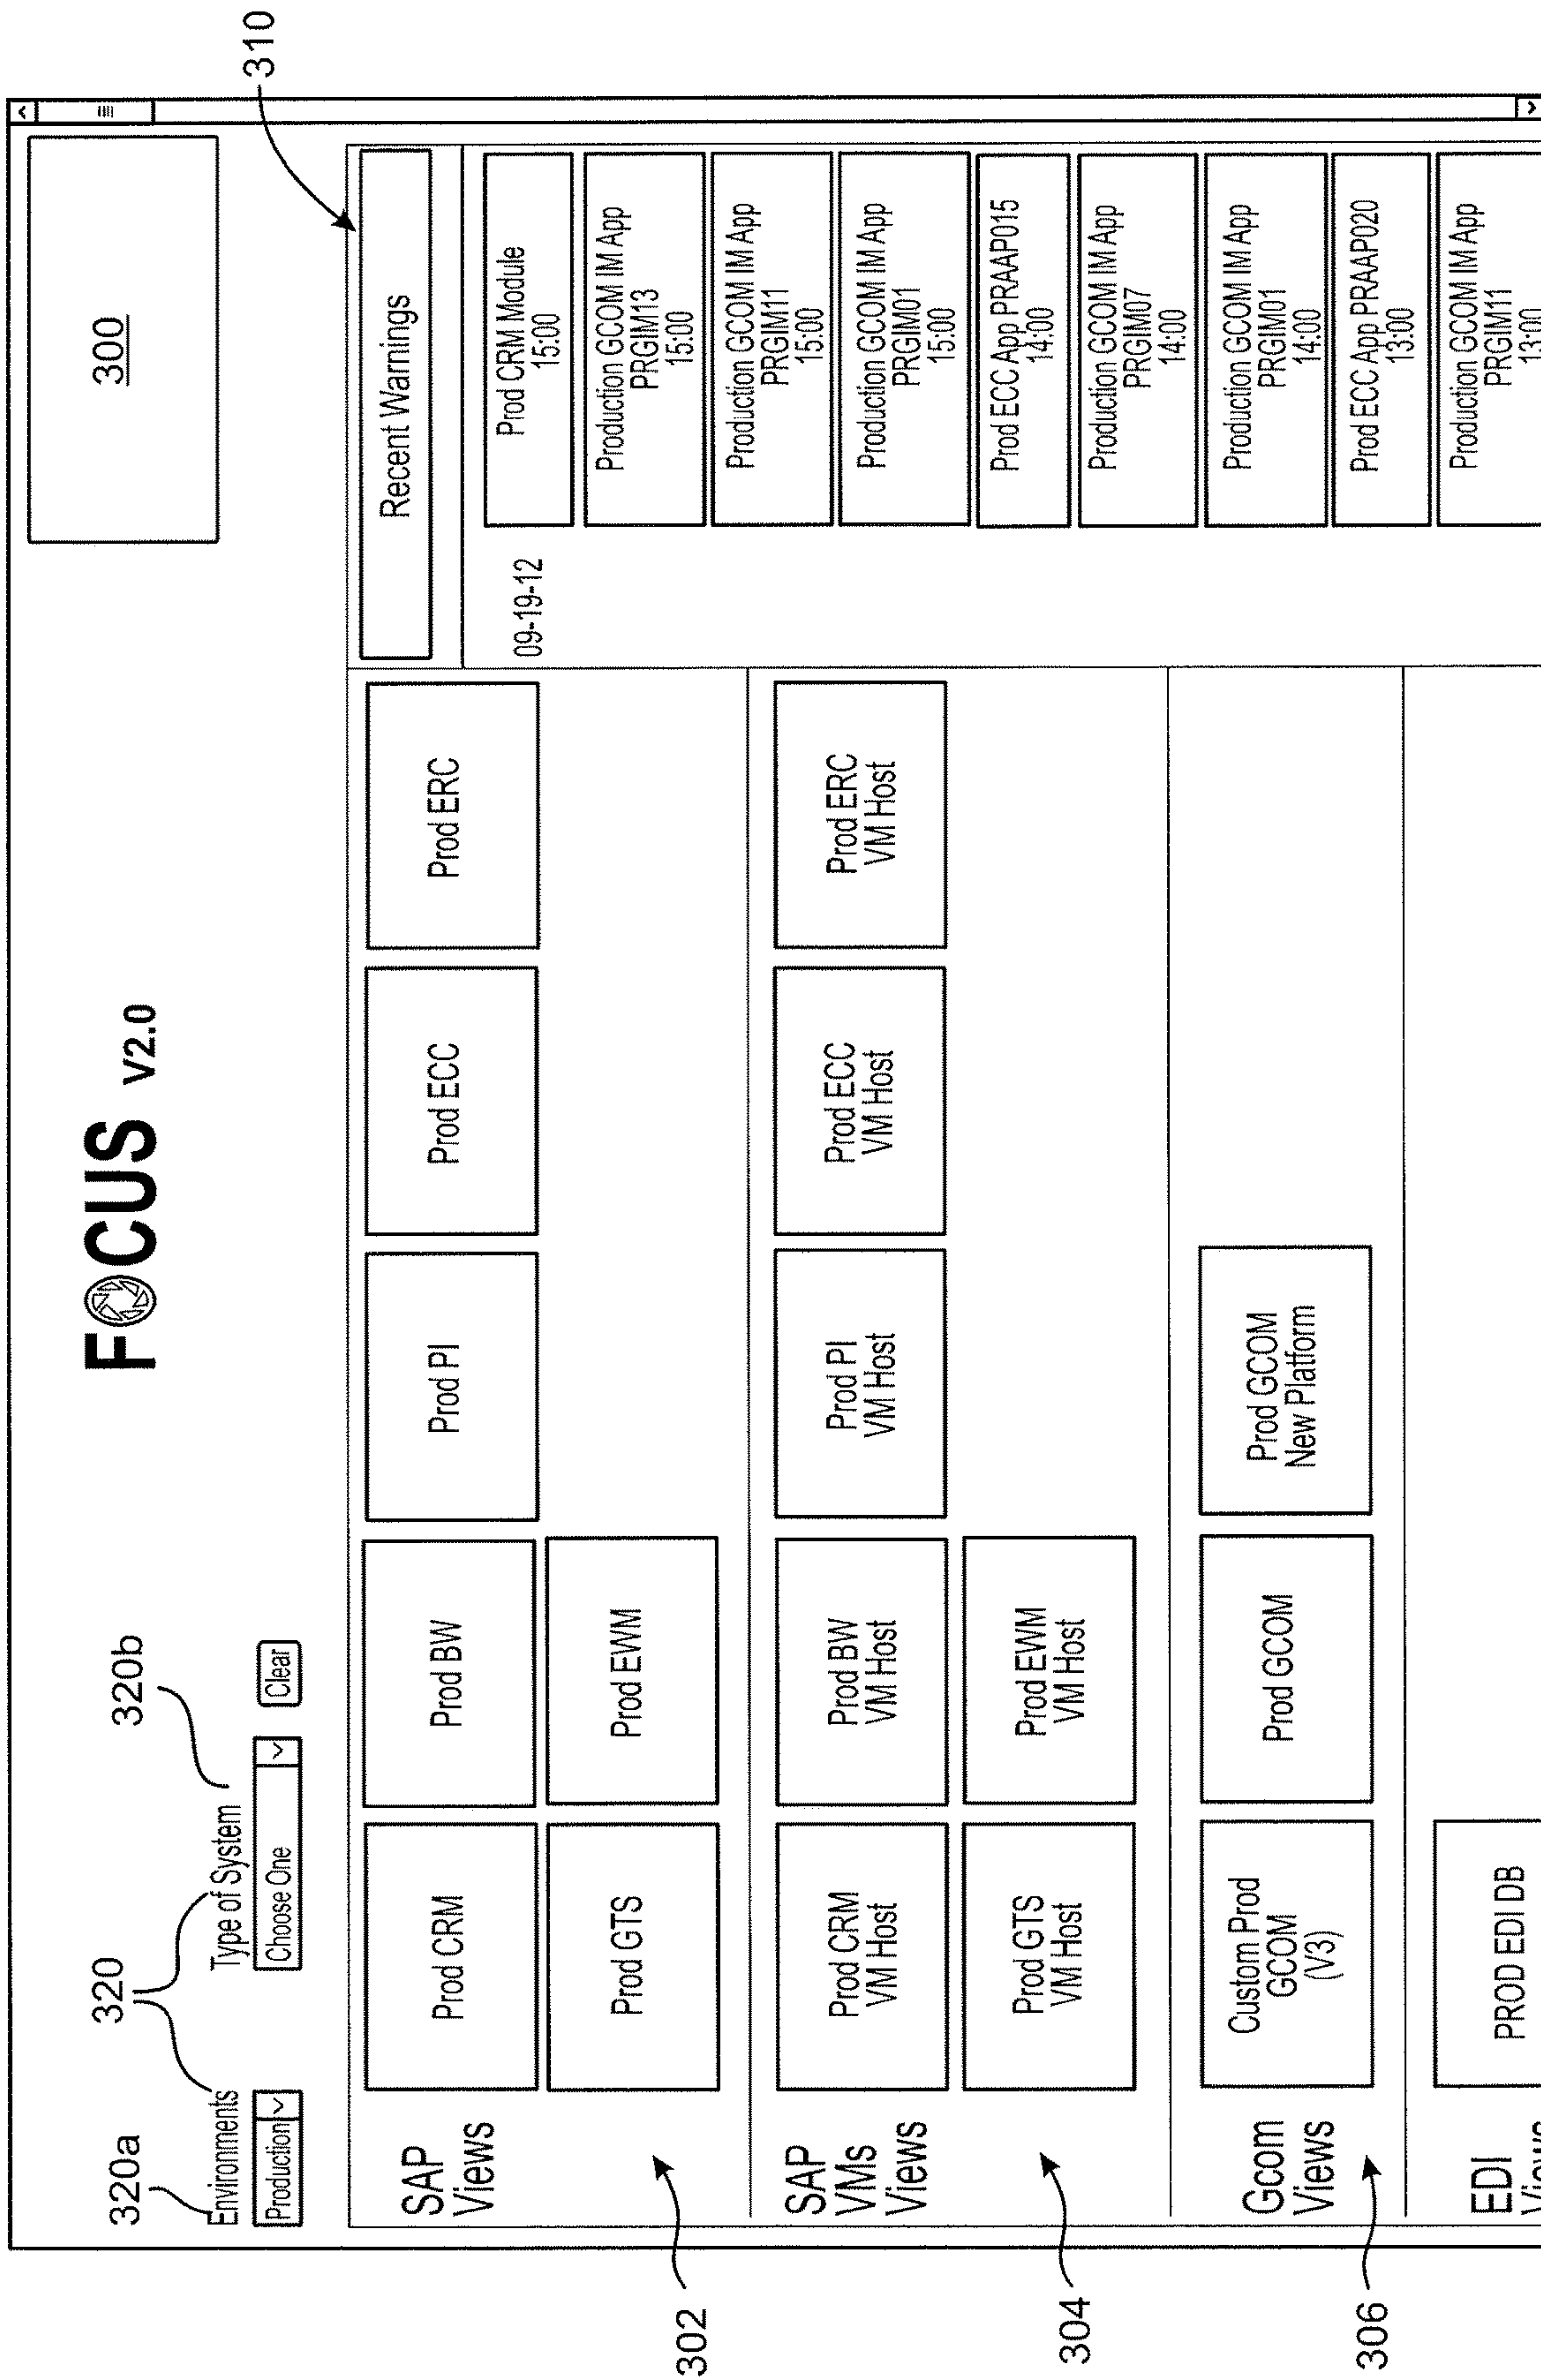 320a
320
320b
Environments
Type of System
Production
Choose One
Clear
FOCUS V2.0
300
310
SAP
Views
Prod CRM
Prod BW
Prod PI
Prod ECC
Prod ERC
Prod GTS
Prod EWM
302
SAP
VMs
Views
Prod CRM
VM Host
Prod BW
VM Host
Prod PI
VM Host
Prod ECC
VM Host
Prod ERC
VM Host
Prod GTS
VM Host
Prod EWM
VM Host
304
Gcom
Views
Custom Prod
GCOM
(V3)
Prod GCOM
Prod GCOM
New Platform
306
EDI
Views
PROD EDI DB
Recent Warnings
09-19-12
Prod CRM Module
15:00
Production GCOM IM App
PRGIM13
15:00
Production GCOM IM App
PRGIM11
15:00
Production GCOM IM App
PRGIM01
15:00
Prod ECC App PRAAP015
14:00
Production GCOM IM App
PRGIM07
14:00
Production GCOM IM App
PRGIM01
14:00
Prod ECC App PRAAP020
13:00
Production GCOM IM App
PRGIM11
13:00